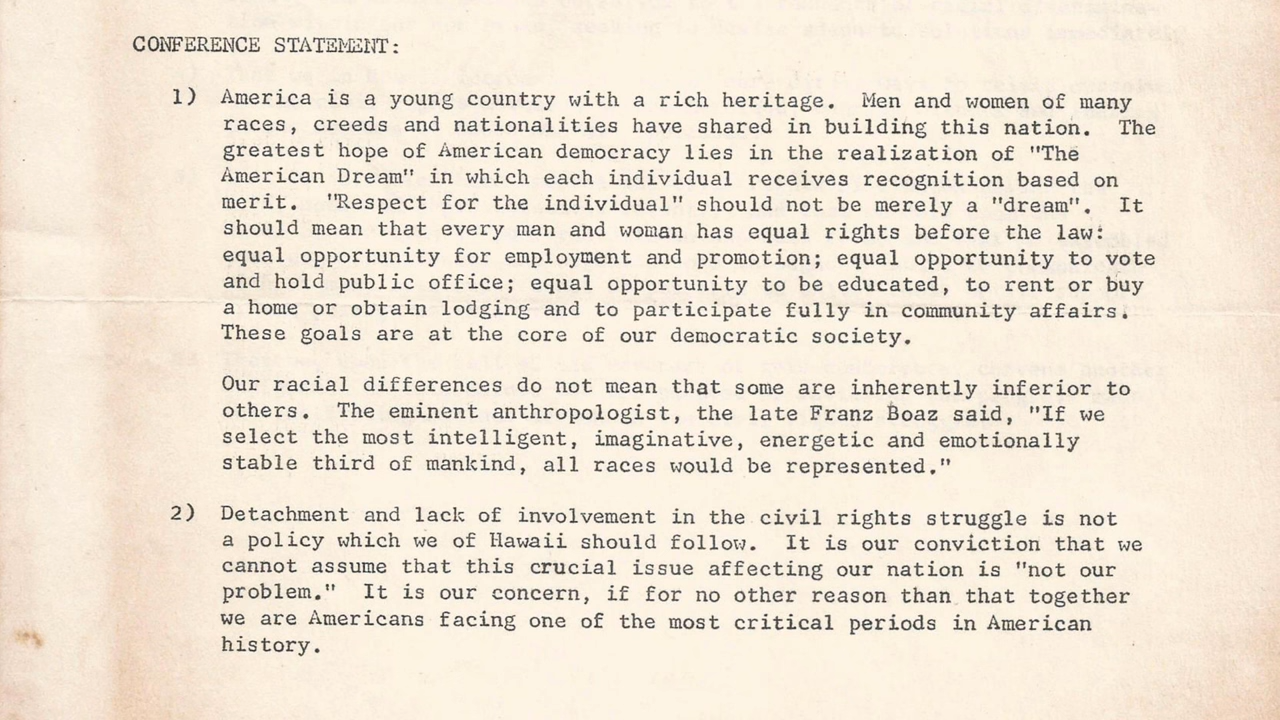 CONFERENCE STATEMENT:
1) America is a young country with a rich heritage. Men and women of many
races, creeds and nationalities have shared in building this nation. The
greatest hope of American democracy lies in the realization of "The
American Dream" in which each individual receives recognition based on
merit. "Respect for the individual" should not be merely a "dream". It
should mean that every man and woman has equal rights before the law:
equal opportunity for employment and promotion; equal opportunity to vote
and hold public office; equal opportunity to be educated, to rent or buy
a home or obtain lodging and to participate fully in community affairs.
These goals are at the core of our democratic society.
Our racial differences do not mean that some are inherently inferior to
others. The eminent anthropologist, the late Franz Boaz said, "If we
select the most intelligent, imaginative, energetic and emotionally
stable third of mankind, all races would be represented."
2) Detachment and lack of involvement in the civil rights struggle is not
a policy which we of Hawaii should follow. It is our conviction that we
cannot assume that this crucial issue affecting our nation is "not our
problem." It is our concern, if for no other reason than that together
we are Americans facing one of the most critical periods in American
history.